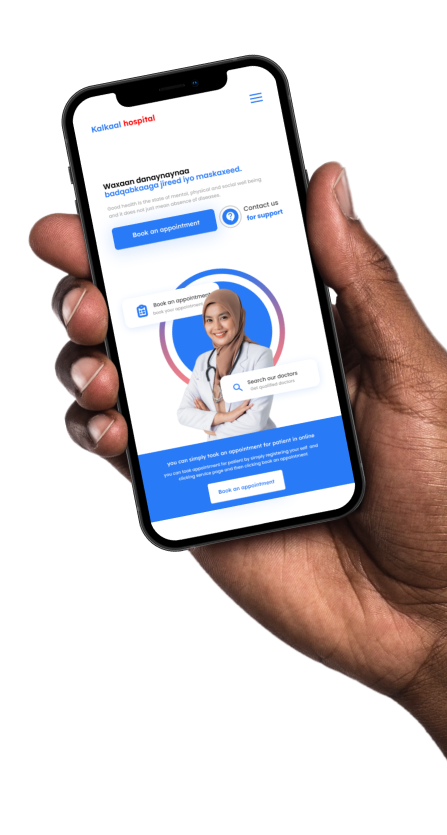 Kalkaal hospital
Waxaan danaynaynaa
badqabkaaga jireed iyo maskaxeed.
Good health is the state of mental, physical and social well being
and it does not just mean absence of diseases.
Book an appointment
Contact us
for support
Book an appointment
Book your appointment
Search our doctors
Get qualified doctors
you can simply took an appointment for patient in online
you can took appointment for patient by simply registering your self and
clicking service page and then clicking book an appointment
Book an appointment